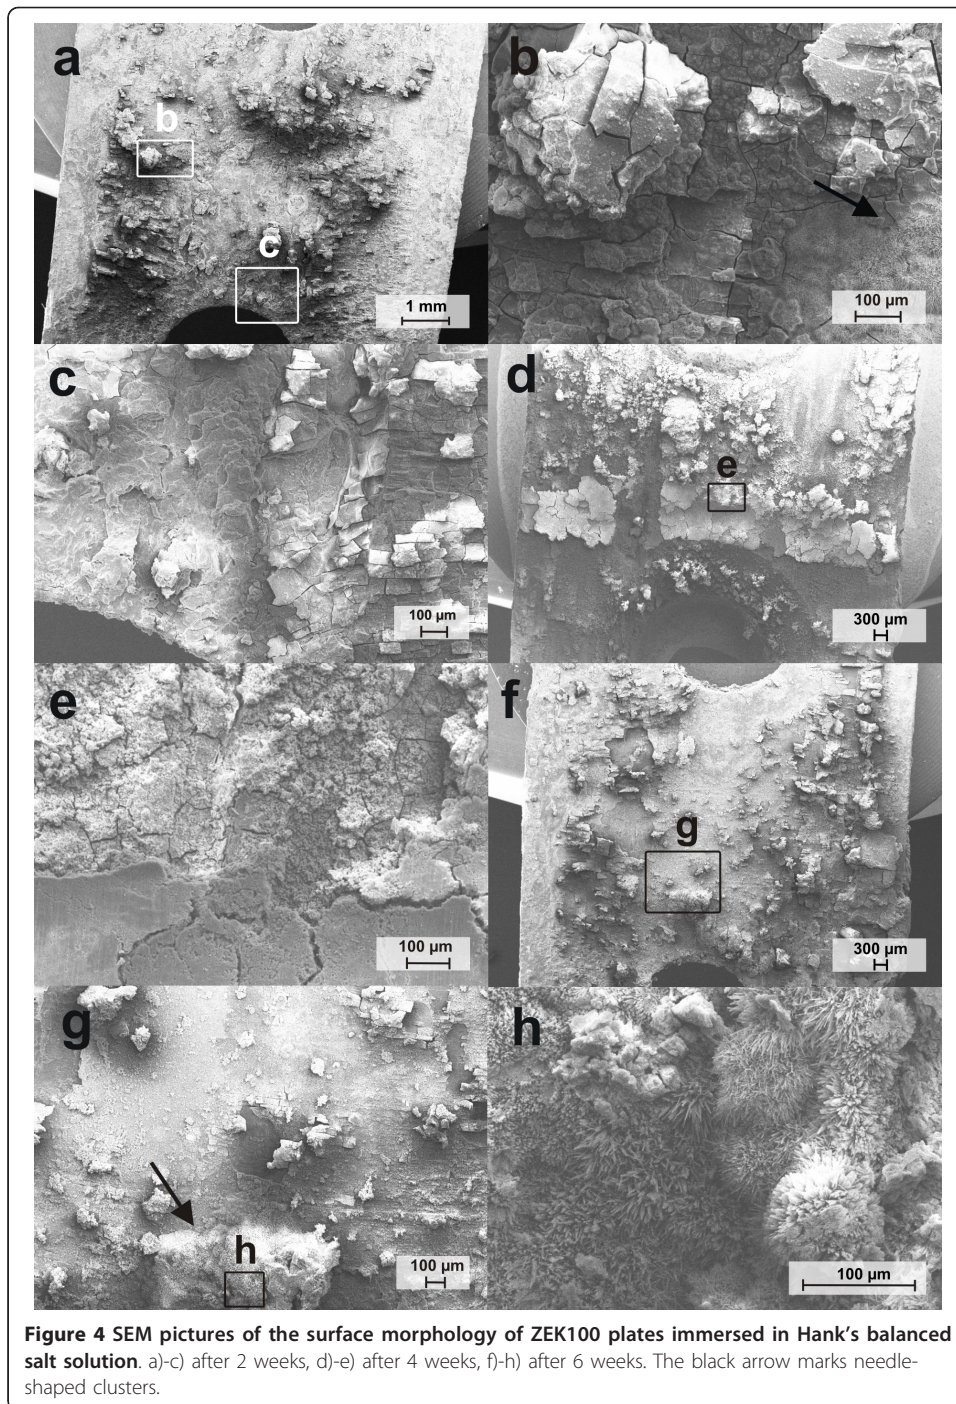 a
b
c
1 mm
b
100 µm
c
100 µm
d
e
300 µm
e
100 µm
f
g
300 µm
g
h
100 µm
h
100 µm
Figure 4 SEM pictures of the surface morphology of ZEK100 plates immersed in Hank's balanced
salt solution. a)-c) after 2 weeks, d)-e) after 4 weeks, f)-h) after 6 weeks. The black arrow marks needle-
shaped clusters.